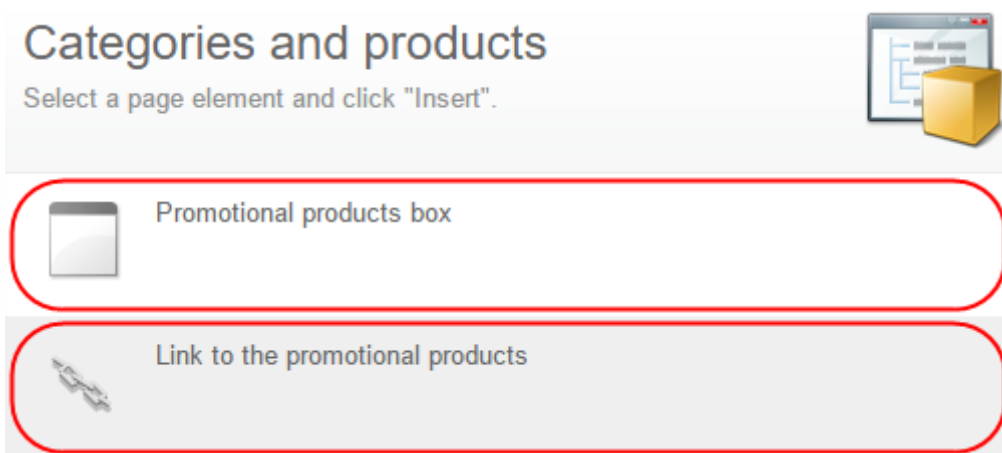 Categories and products
Select a page element and click "Insert".
Promotional products box
Link to the promotional products